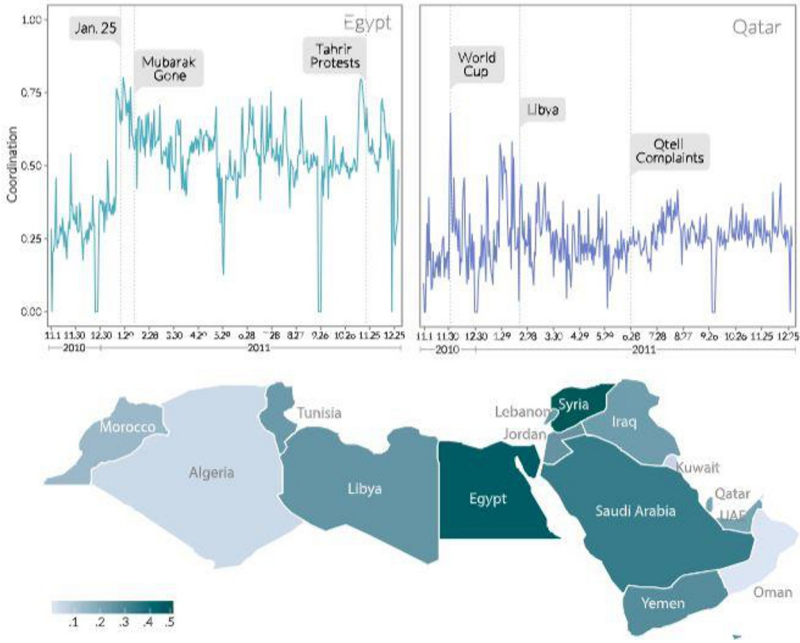 Egypt
Qatar
1.00
0.75
0.50
0.25
0.00
Coordination
Jan. 25
Mubarak
Gone
Tahrir
Protests
World
Cup
Libya
Qtell
Complaints
11.1 11.30 12.30 1.29 2.28 3.30 4.29 5.29 6.28 7.28 8.27 9.26 10.26 11.25 12.25
2010 2011
11.1 11.30 12.30 1.29 2.28 3.30 4.29 5.29 6.28 7.28 8.27 9.26 10.26 11.25 12.25
2010 2011
Morocco
Algeria
Tunisia
Libya
Egypt
Lebanon
Syria
Jordan
Iraq
Kuwait
Saudi Arabia
Qatar
UAE
Yemen
Oman
.1 .2 .3 .4 .5